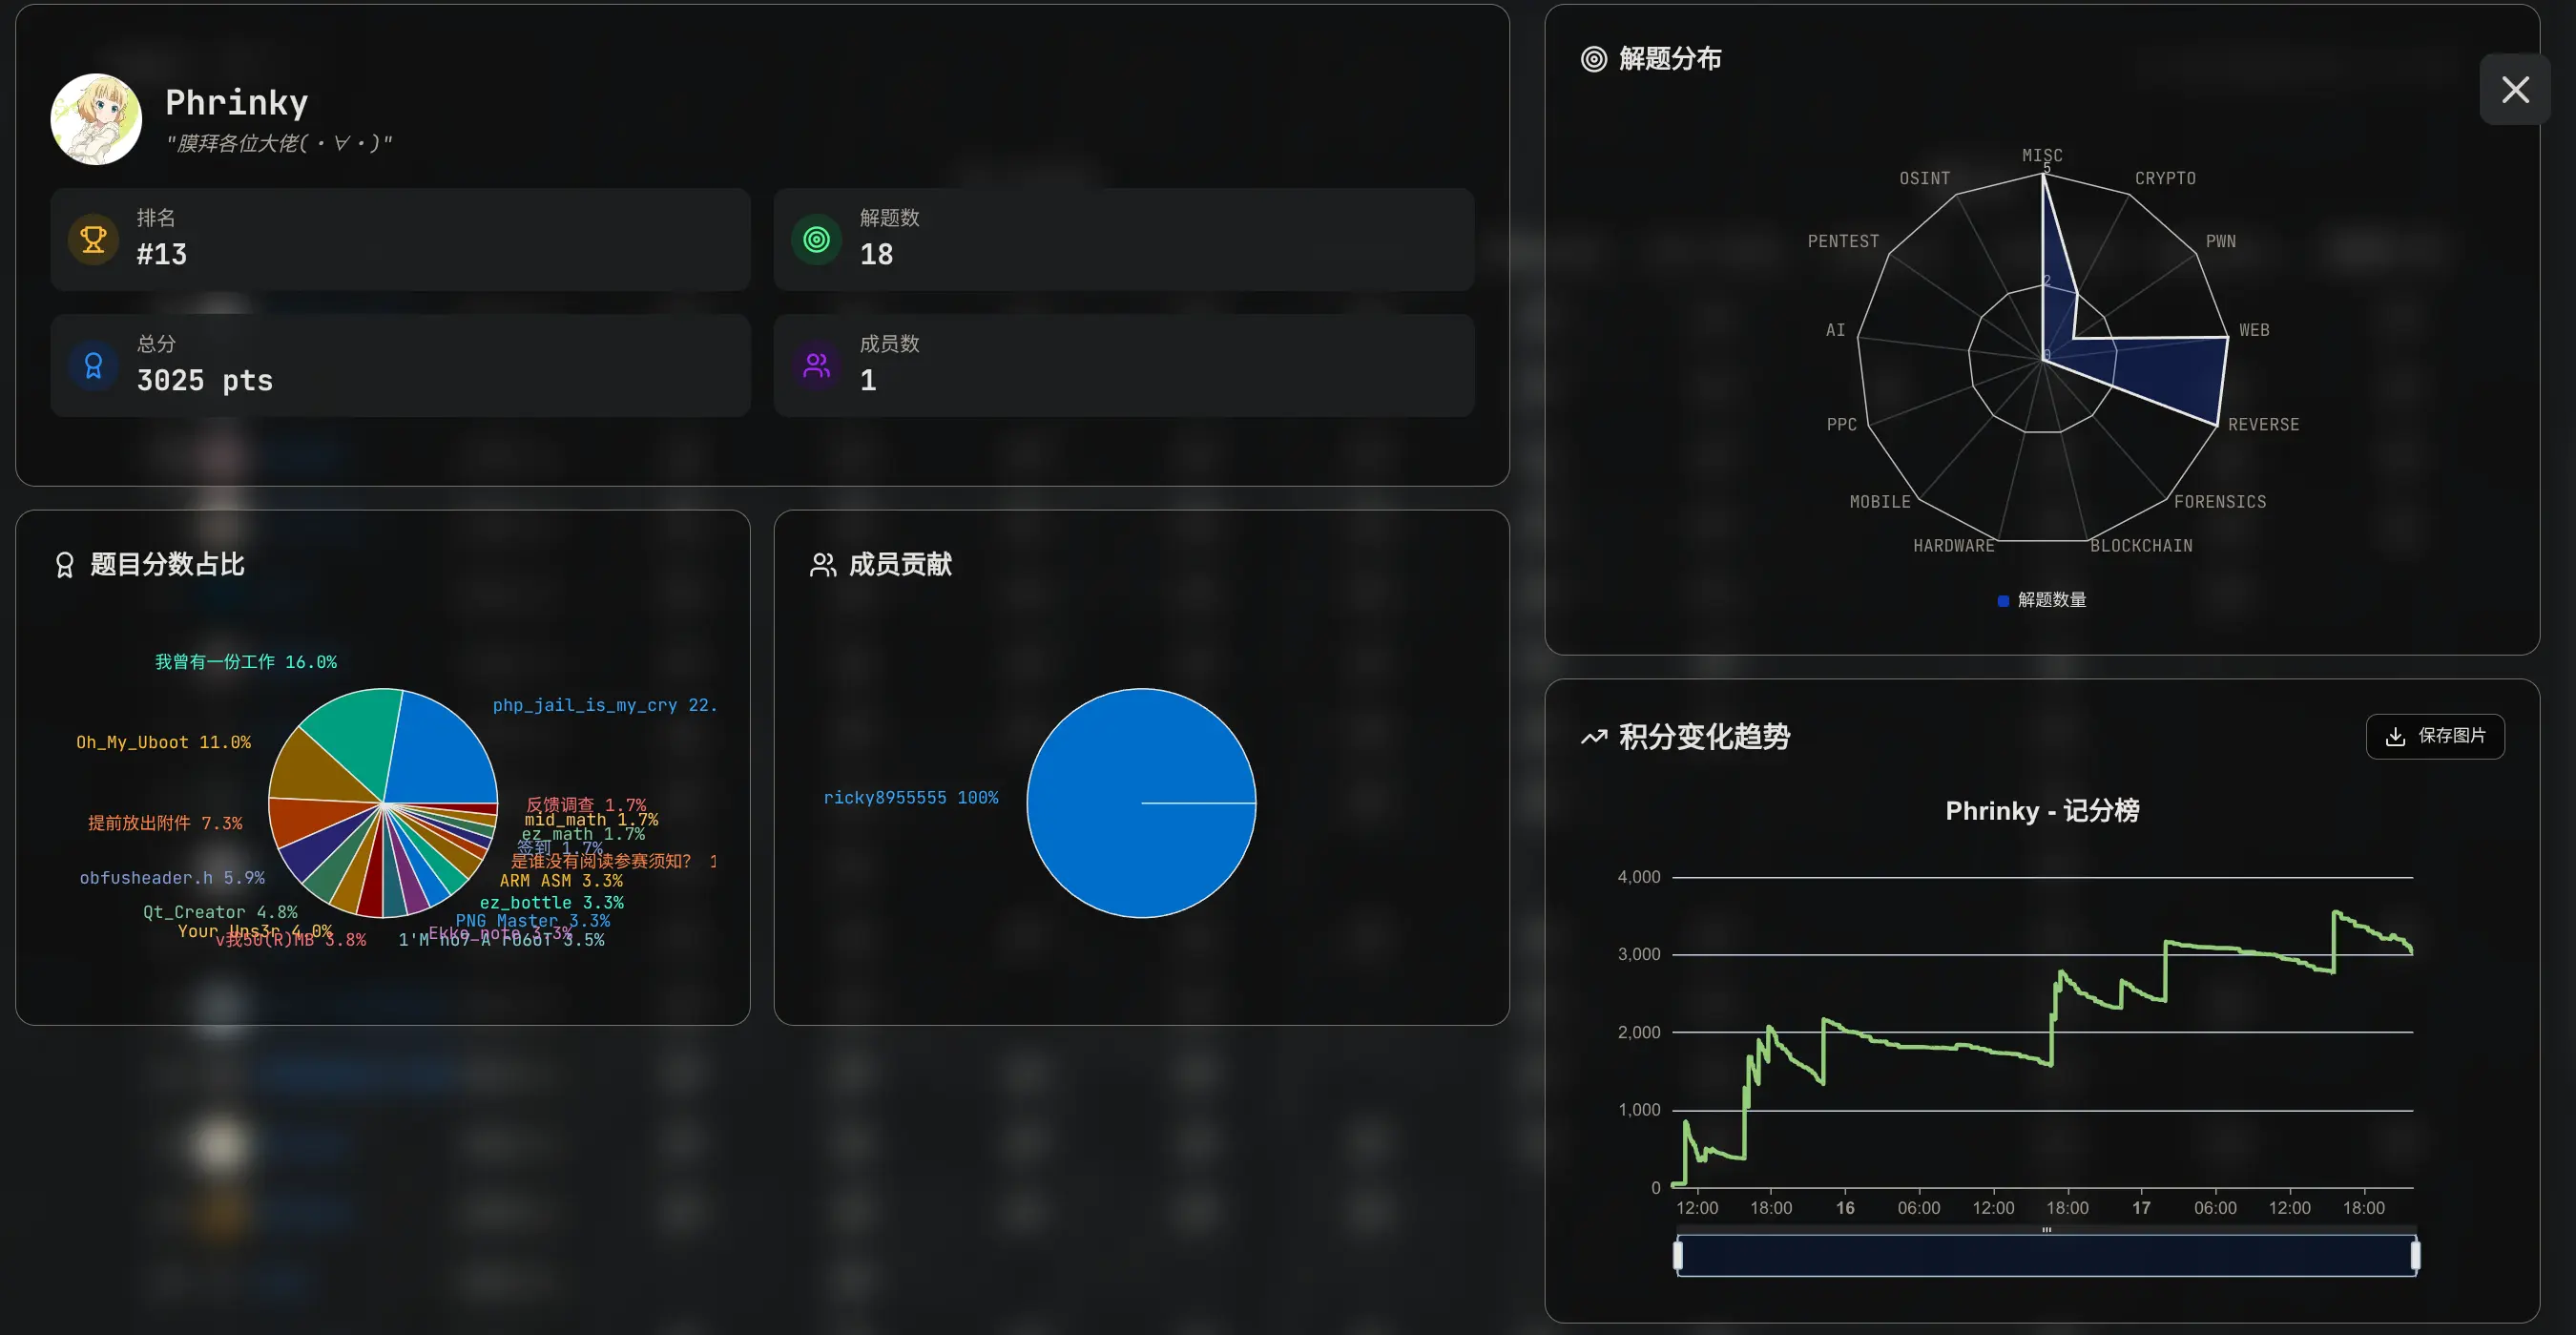 Phrinky
"膜拜各位大佬(・∀・)"
排名
#13
解题数
18
总分
3025 pts
成员数
1
解题分布
MISC
CRYPTO
PWN
WEB
REVERSE
FORENSICS
BLOCKCHAIN
HARDWARE
MOBILE
PPC
AI
PENTEST
OSINT
5
2
0
解题数量
题目分数占比
我曾有一份工作 16.0%
php_jail_is_my_cry 22.
Oh_My_Uboot 11.0%
提前放出附件 7.3%
obfusheader.h 5.9%
Qt_Creator 4.8%
Your Uns3r 4.0%
v我50(R)MB 3.8%
1'M no7-A rO6oT 3.5%
Ekko_note 3.3%
PNG Master 3.3%
ez_bottle 3.3%
ARM ASM 3.3%
是谁没有阅读参赛须知? 1
签到 1.7%
ez_math 1.7%
mid_math 1.7%
反馈调查 1.7%
成员贡献
ricky8955555 100%
积分变化趋势
保存图片
Phrinky - 记分榜
4,000
3,000
2,000
1,000
0
12:00 18:00 16 06:00 12:00 18:00 17 06:00 12:00 18:00